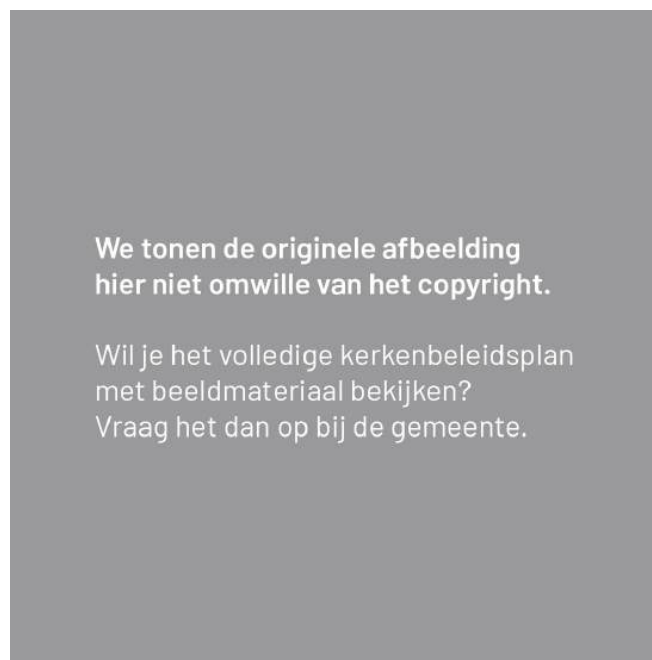 We tonen de originele afbeelding
hier niet omwille van het copyright.
Wil je het volledige kerkenbeleidsplan
met beeldmateriaal bekijken?
Vraag het dan op bij de gemeente.